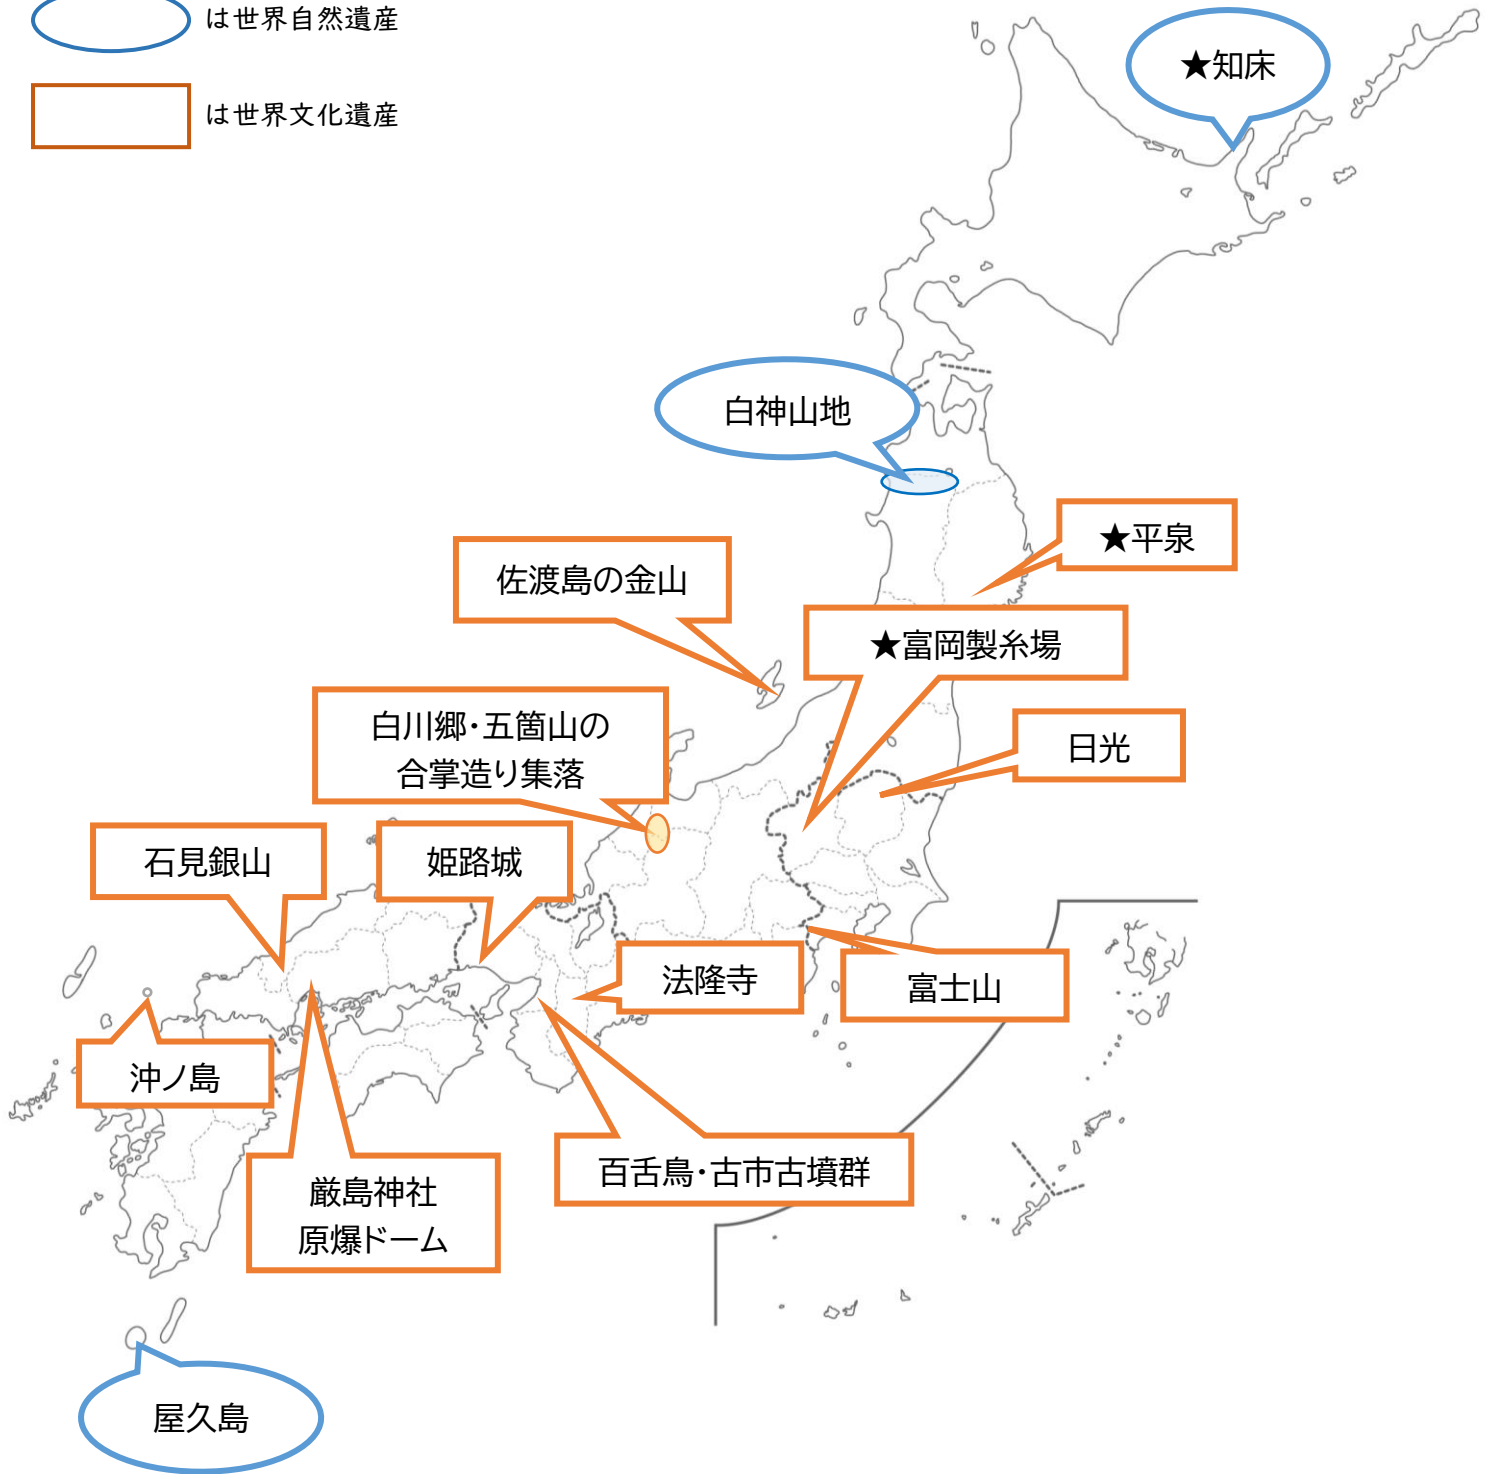 は世界自然遺産
は世界文化遺産
★知床
白神山地
★平泉
佐渡島の金山
★富岡製糸場
白川郷・五箇山の
合掌造り集落
日光
石見銀山
姫路城
法隆寺
富士山
沖ノ島
百舌鳥・古市古墳群
厳島神社
原爆ドーム
屋久島